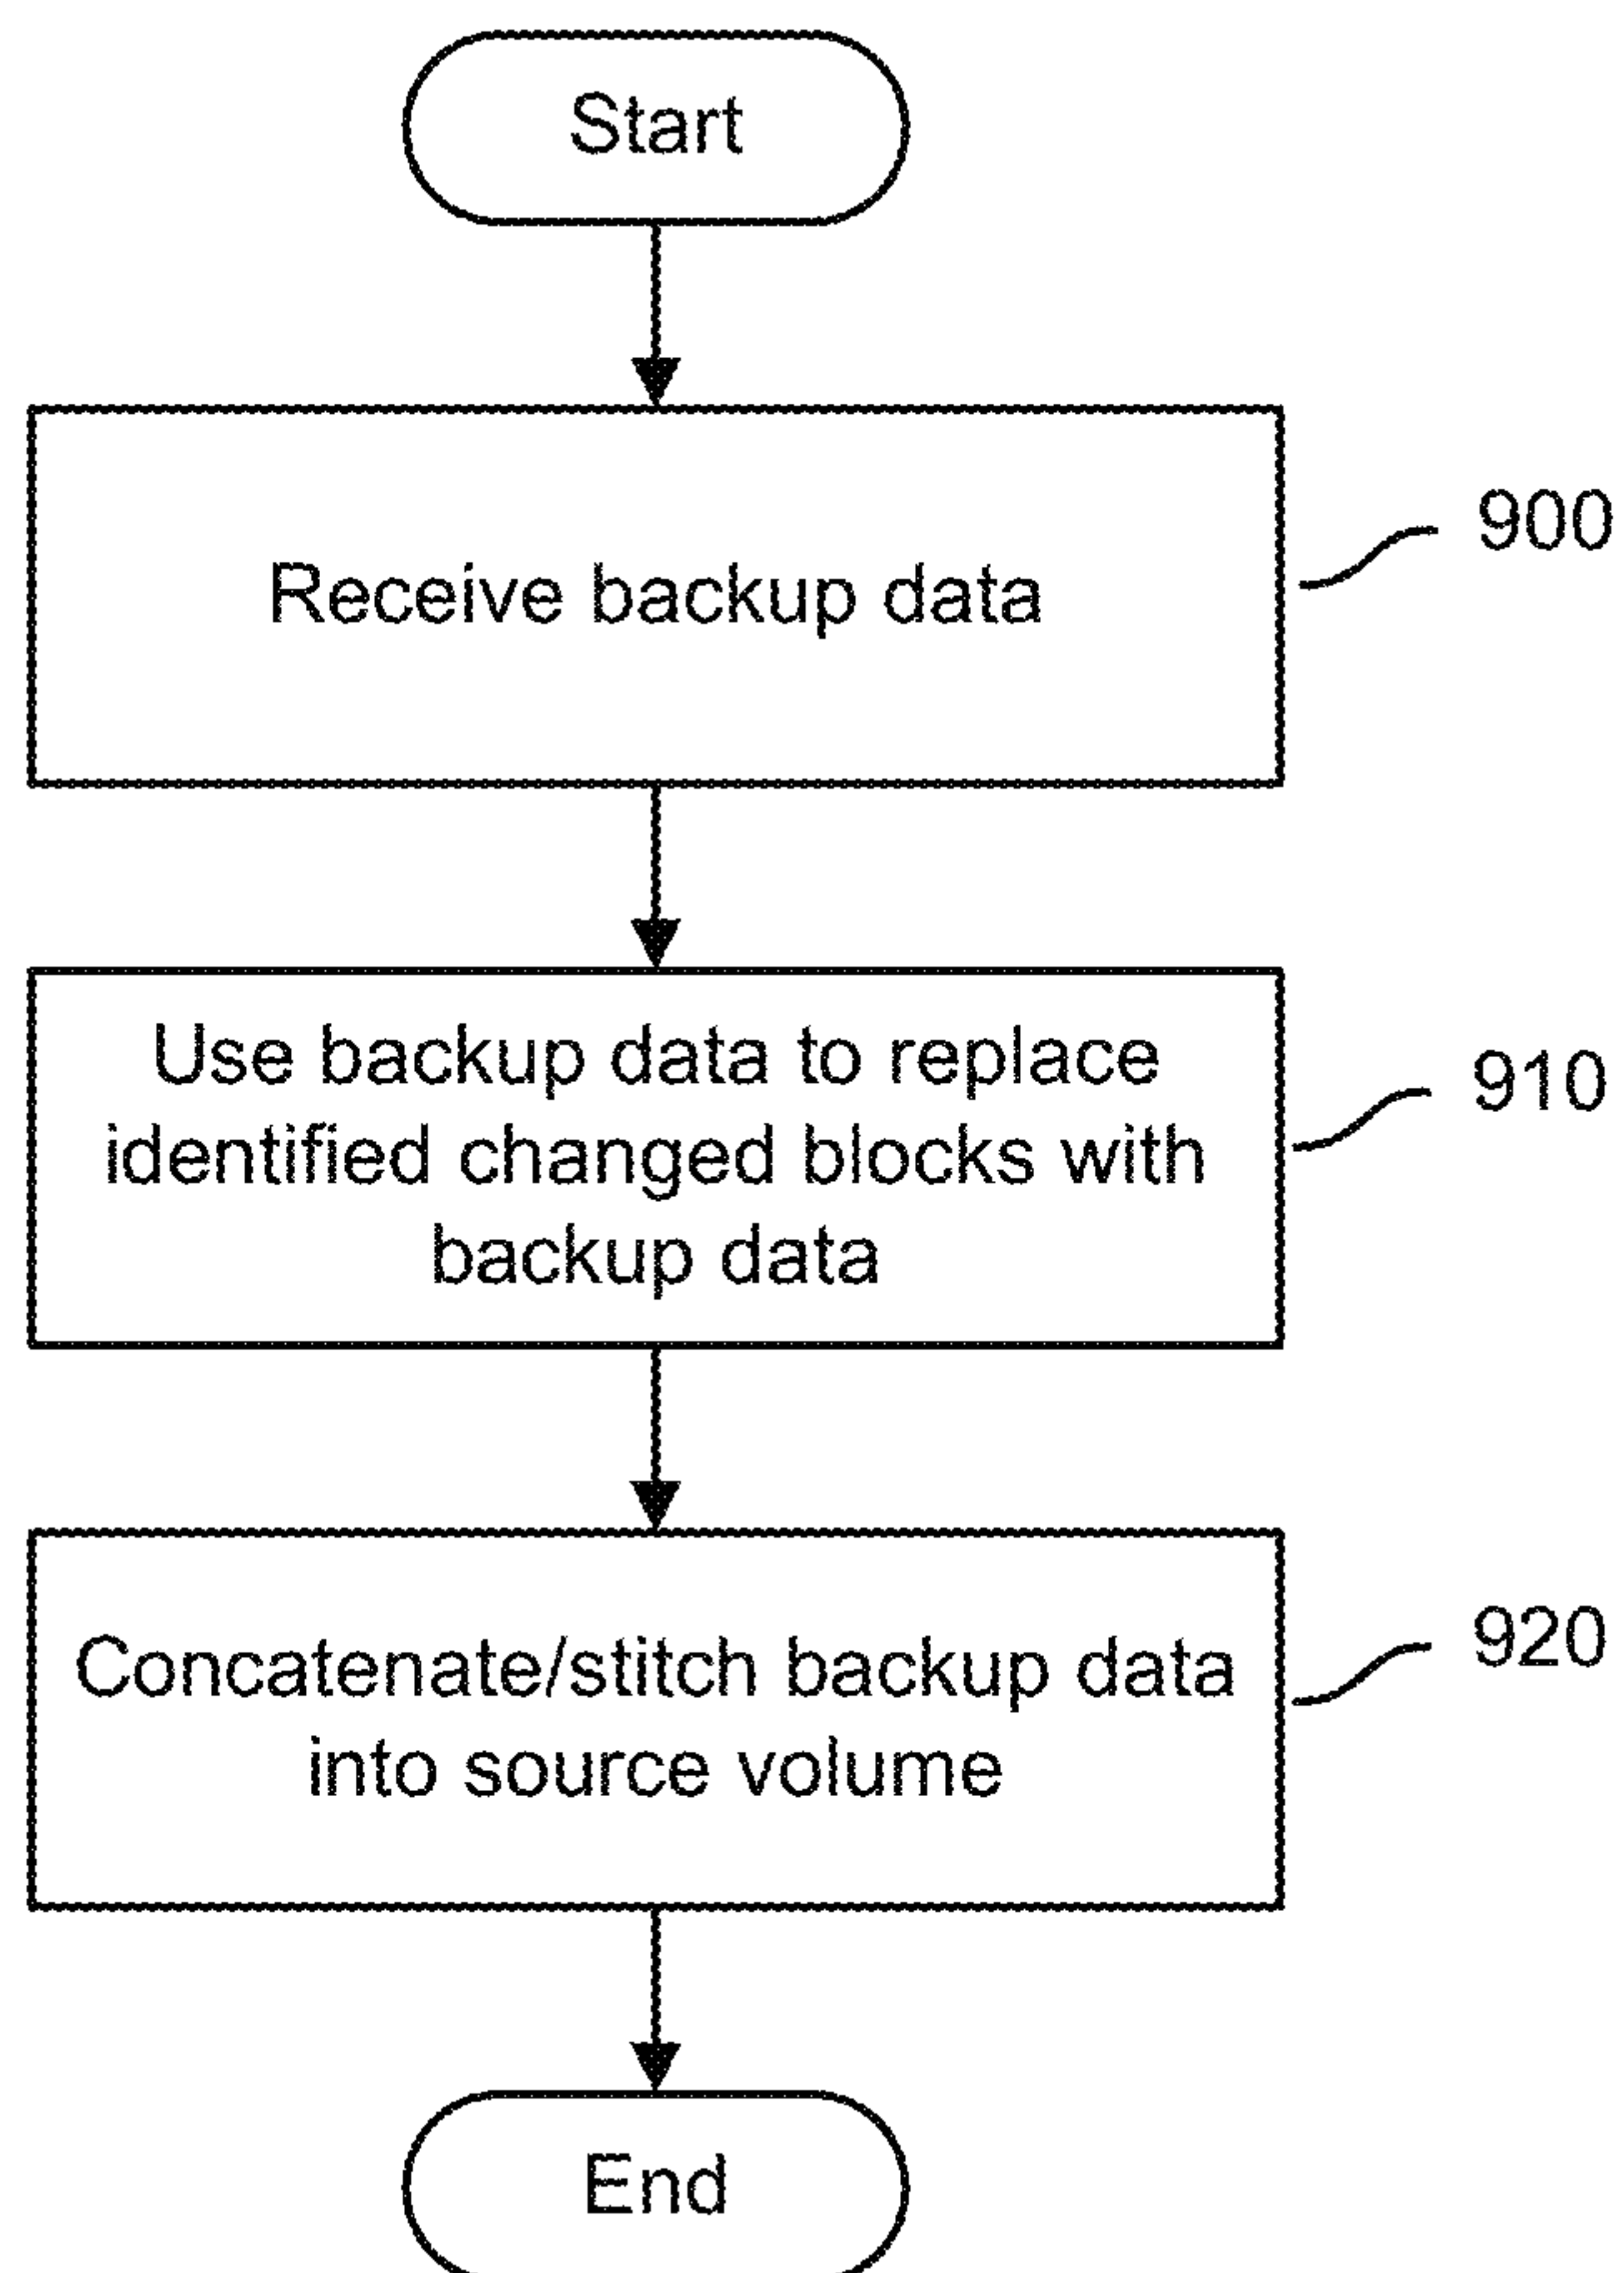 Start
Receive backup data
900
Use backup data to replace
identified changed blocks with
backup data
910
Concatenate/stitch backup data
into source volume
920
End